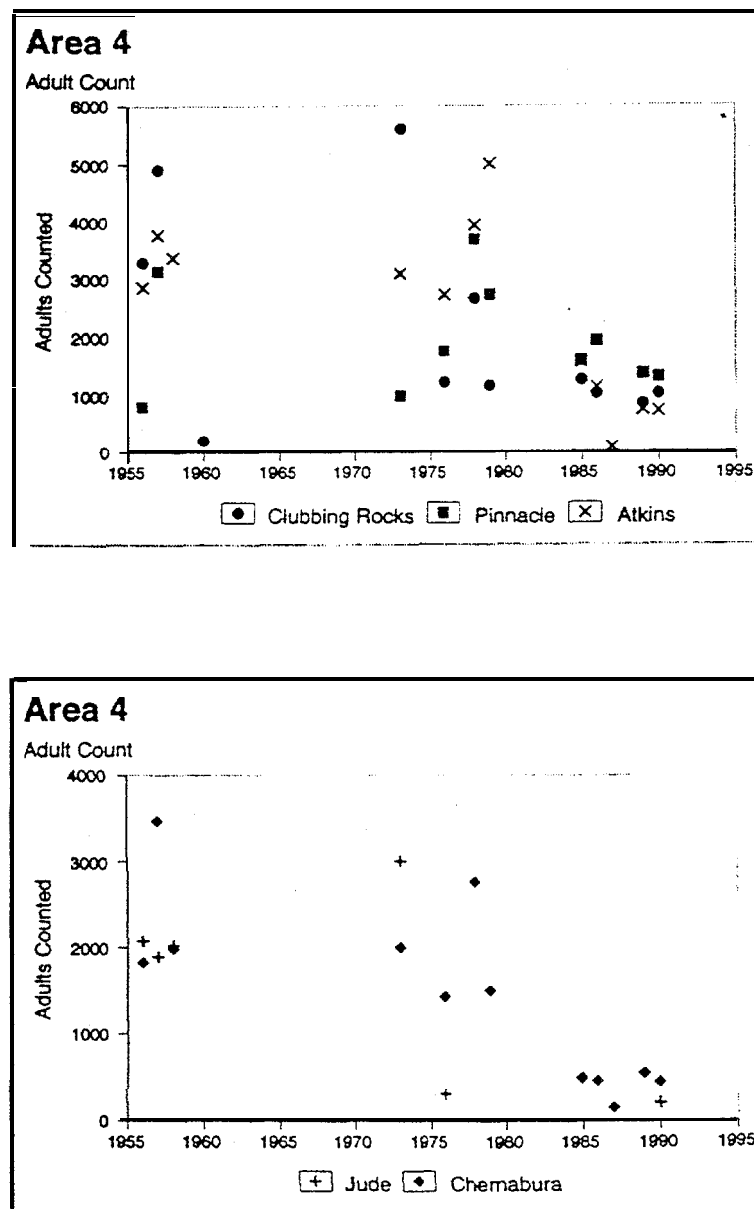 Area 4
Adult Count
Adults Counted
6000
5000
4000
3000
2000
1000
0
1955 1960 1965 1970 1975 1980 1985 1990 1995
Clubbing Rocks Pinnacle Atkins
Area 4
Adult Count
Adults Counted
4000
3000
2000
1000
0
1955 1960 1965 1970 1975 1980 1985 1990 1995
Jude Chernabura